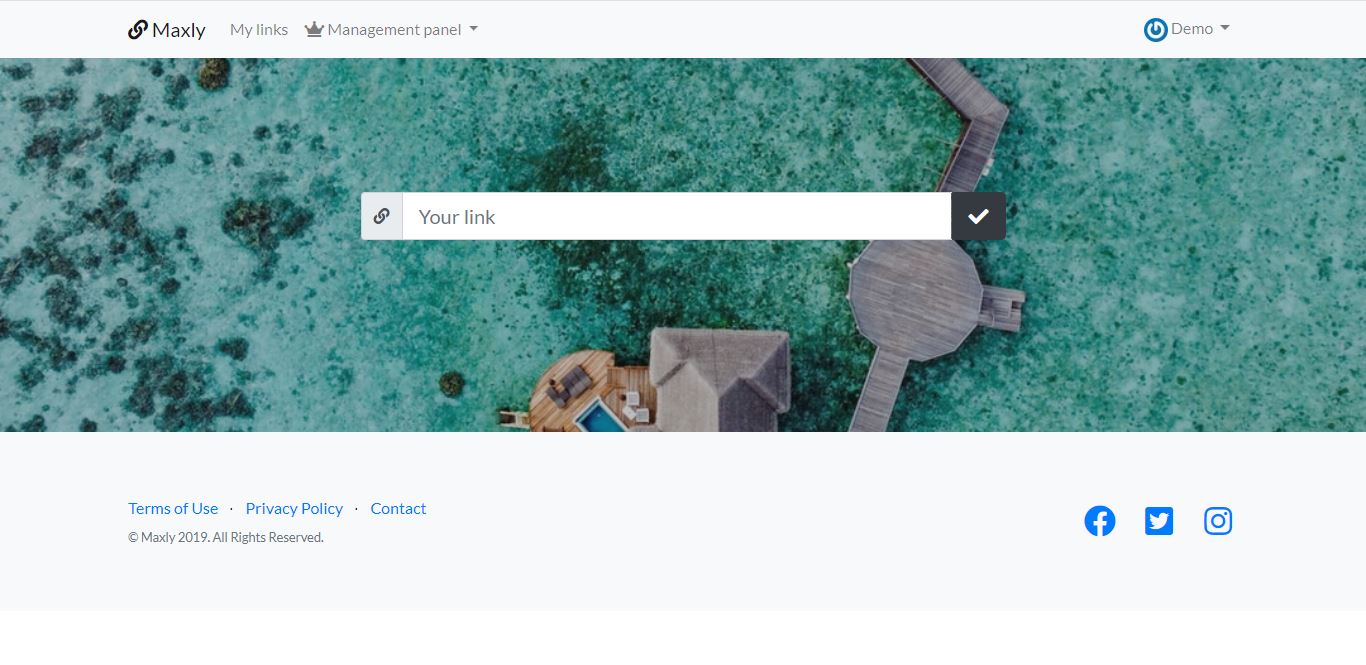 Maxly My links Management panel Demo
Your link
Terms of Use · Privacy Policy · Contact
© Maxly 2019. All Rights Reserved.